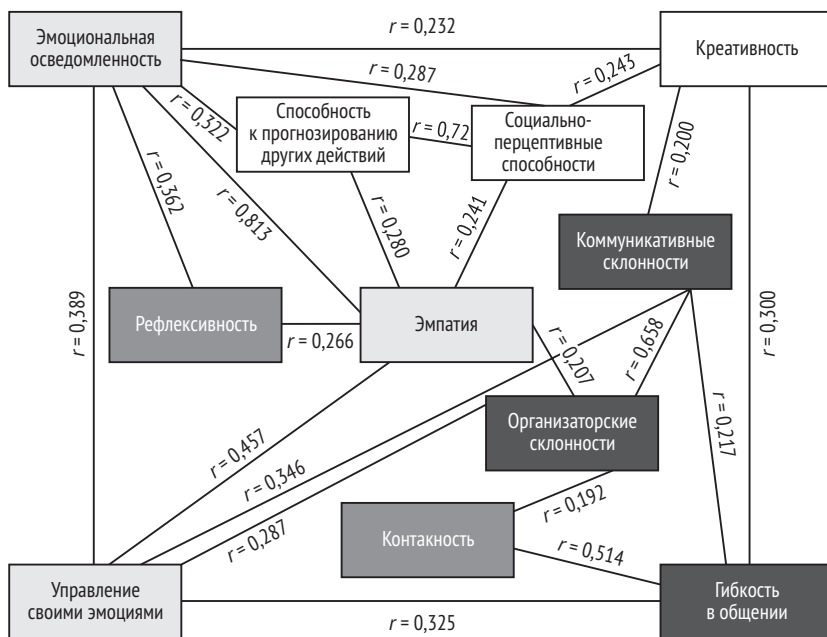 Эмоциональная
осведомленность
r = 0,232
Креативность
r = 0,287
r = 0,243
r = 0,322
Способность
к прогнозированию
других действий
r = 0,72
Социально-
перцептивные
способности
r = 0,200
r = 0,362
r = 0,813
r = 0,280
r = 0,241
Коммуникативные
склонности
r = 0,389
Рефлексивность
r = 0,266
Эмпатия
r = 0,300
r = 0,207
r = 0,658
Организаторские
склонности
r = 0,217
r = 0,457
r = 0,346
r = 0,287
r = 0,192
Контакность
r = 0,514
Управление
своими эмоциями
r = 0,325
Гибкость
в общении